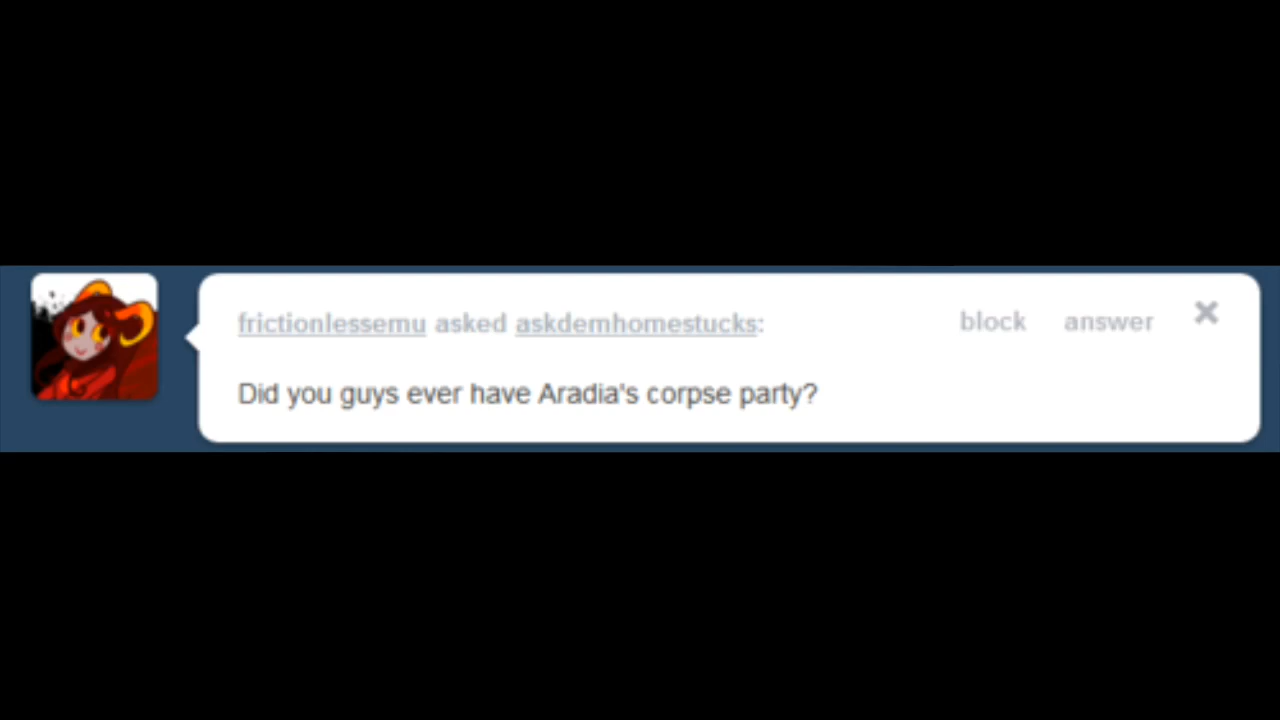 frictionlessemu asked askdemhomestucks: block answer
Did you guys ever have Aradia's corpse party?